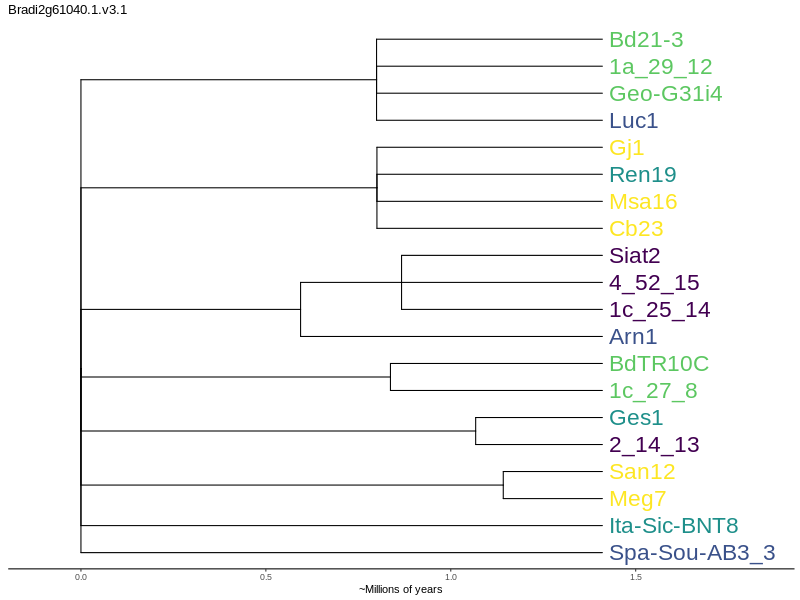 Bradi2g61040.1.v3.1
Bd21-3
1a_29_12
Geo-G31i4
Luc1
Gj1
Ren19
Msa16
Cb23
Siat2
4_52_15
1c_25_14
Arn1
BdTR10C
1c_27_8
Ges1
2_14_13
San12
Meg7
Ita-Sic-BNT8
Spa-Sou-AB3_3
0.0 0.5 1.0 1.5
~Millions of years